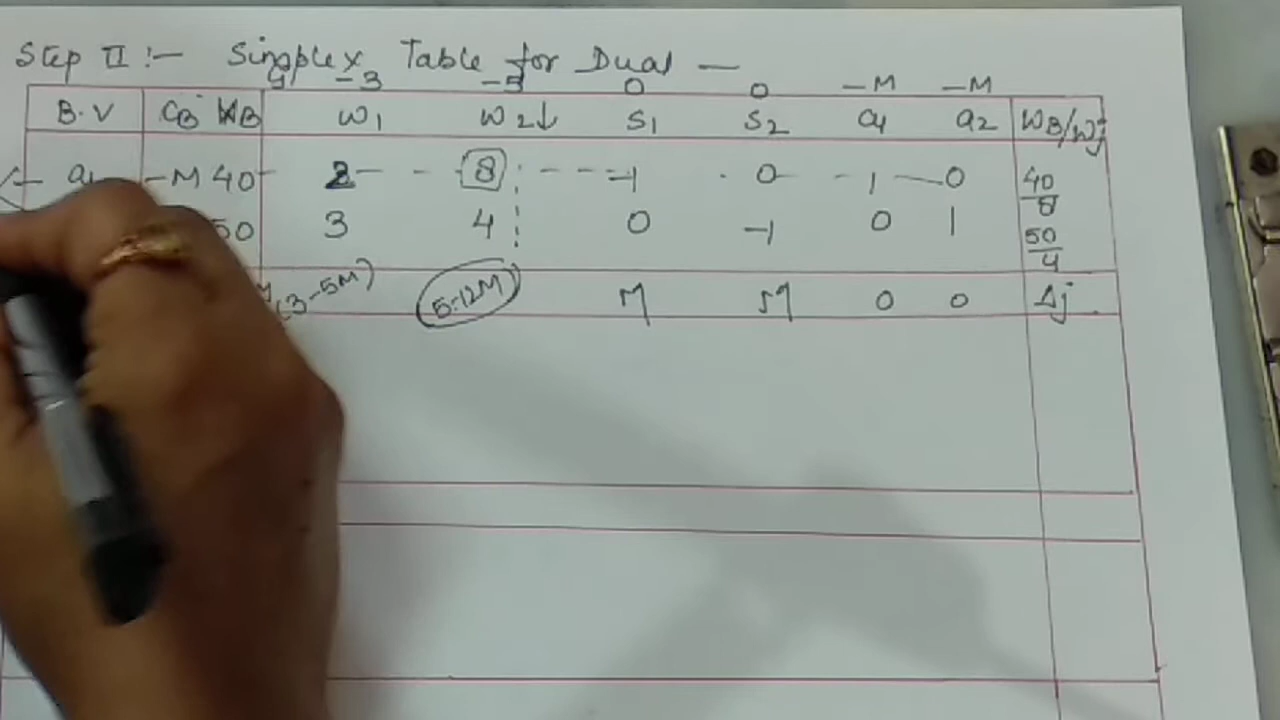 Step II :- Simplex Table for Dual —
-3 -5 0 0 -M -M
B.V CB WB W1 W2↓ S1 S2 a1 a2 WB/Wj
← a1 -M 40 2 8 -1 0 1 0 40/8
50 3 4 0 -1 0 1 50/4
(3-5M) 5-12M M M 0 0 Δj